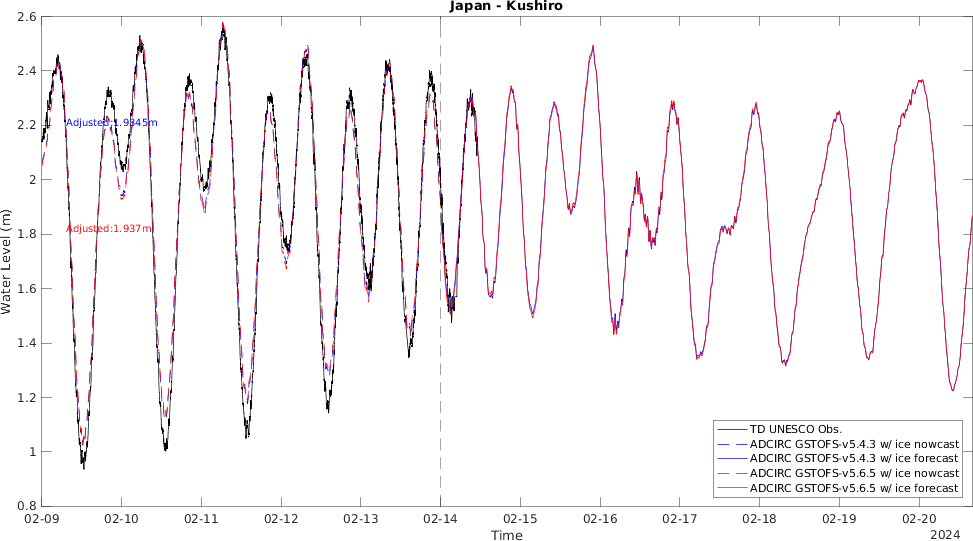 Japan - Kushiro
2.6
2.4
2.2
2
1.8
1.6
1.4
1.2
1
0.8
Water Level (m)
Adjusted:1.9345m
Adjusted:1.937m
TD UNESCO Obs.
ADCIRC GSTOFS-v5.4.3 w/ ice nowcast
ADCIRC GSTOFS-v5.4.3 w/ ice forecast
ADCIRC GSTOFS-v5.6.5 w/ ice nowcast
ADCIRC GSTOFS-v5.6.5 w/ ice forecast
02-09 02-10 02-11 02-12 02-13 02-14 02-15 02-16 02-17 02-18 02-19 02-20
Time
2024